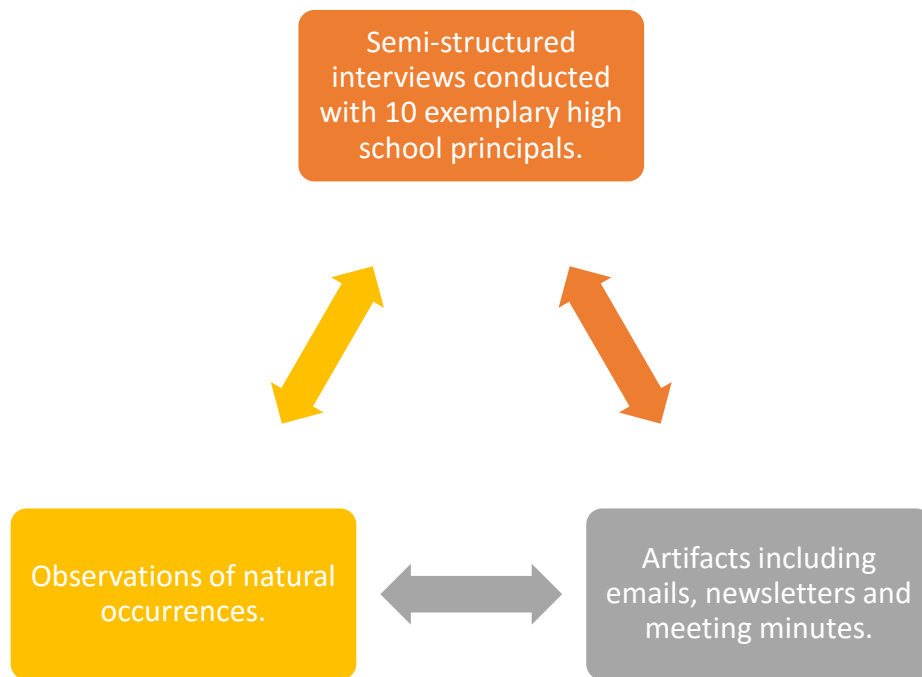 Semi-structured
interviews conducted
with 10 exemplary high
school principals.
Observations of natural
occurrences.
Artifacts including
emails, newsletters and
meeting minutes.